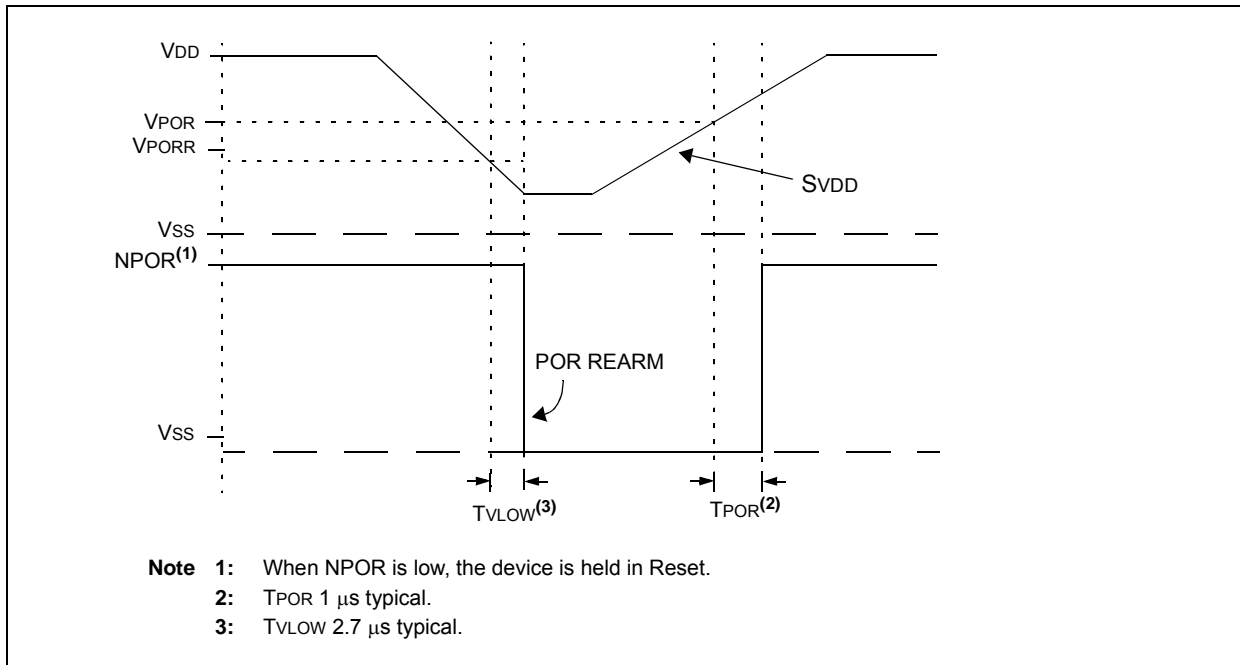 VDD
VPOR
VPORR
SVDD
VSS
NPOR(1)
POR REARM
VSS
TVLOW(3)
TPOR(2)
Note 1: When NPOR is low, the device is held in Reset.
2: TPOR 1 μs typical.
3: TVLOW 2.7 μs typical.